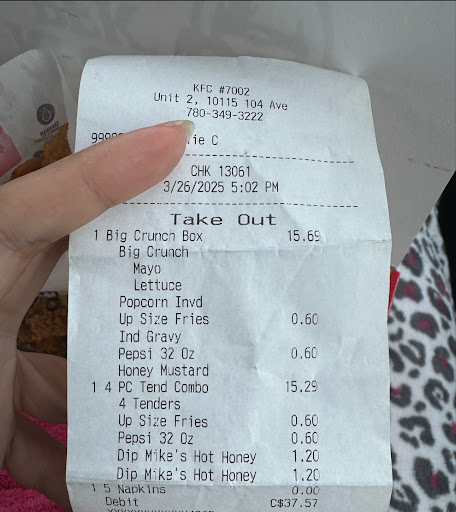 KFC #7002
Unit 2, 10115 104 Ave
780-349-3222
C
CHK 13061
3/26/2025 5:02 PM
Take Out
1 Big Crunch Box 15.69
Big Crunch
Mayo
Lettuce
Popcorn Invd
Up Size Fries 0.60
Ind Gravy
Pepsi 32 Oz 0.60
Honey Mustard
1 4 PC Tend Combo 15.29
4 Tenders
Up Size Fries 0.60
Pepsi 32 Oz 0.60
Dip Mike's Hot Honey 1.20
Dip Mike's Hot Honey 1.20
1 5 Napkins 0.00
Debit C$37.57